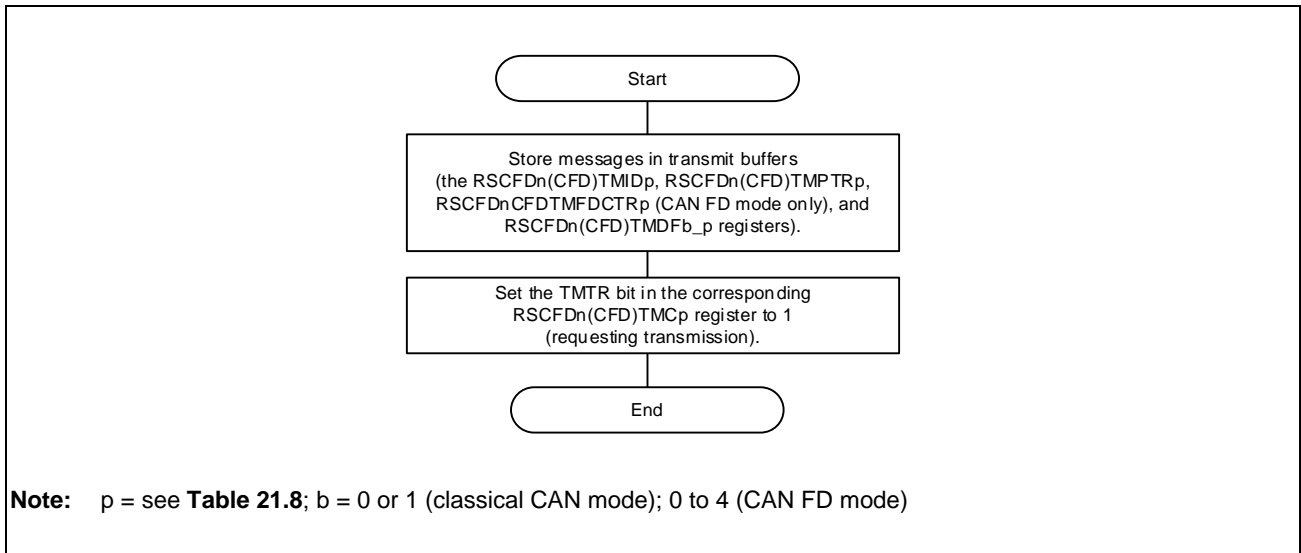 Start
Store messages in transmit buffers
(the RSCFDn(CFD)TMIDp, RSCFDn(CFD)TMPTRp,
RSCFDnCFDTMFDCTRp (CAN FD mode only), and
RSCFDn(CFD)TMDFb_p registers).
Set the TMTR bit in the corresponding
RSCFDn(CFD)TMCp register to 1
(requesting transmission).
End
Note: p = see Table 21.8; b = 0 or 1 (classical CAN mode); 0 to 4 (CAN FD mode)